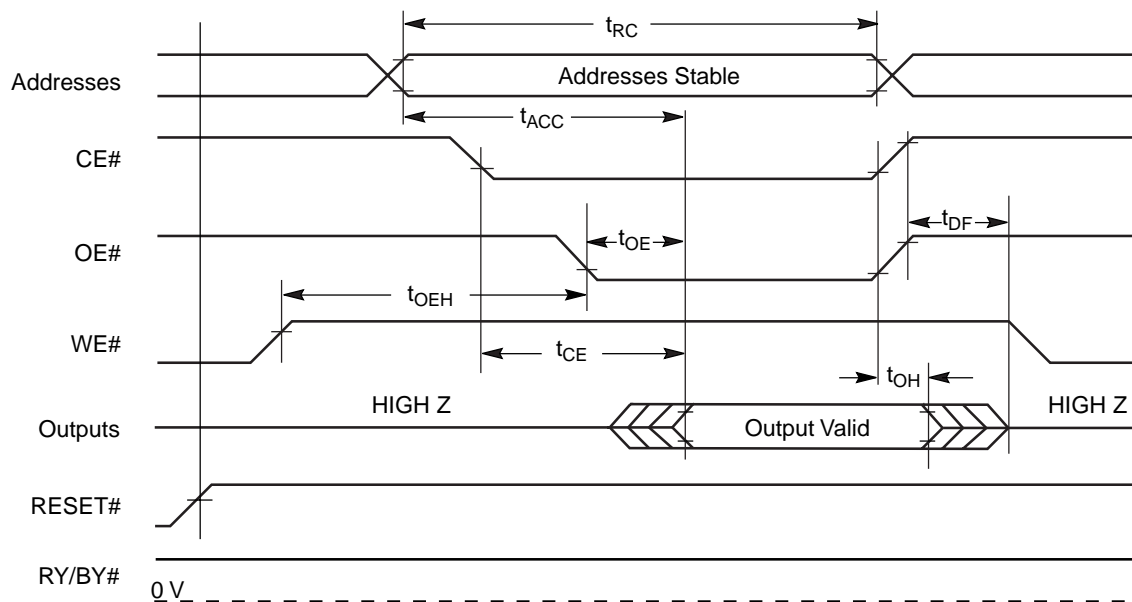 tRC
Addresses
Addresses Stable
tACC
CE#
tDF
OE#
tOE
tOEH
WE#
tCE
tOH
HIGH Z
HIGH Z
Outputs
Output Valid
RESET#
RY/BY#
0 V